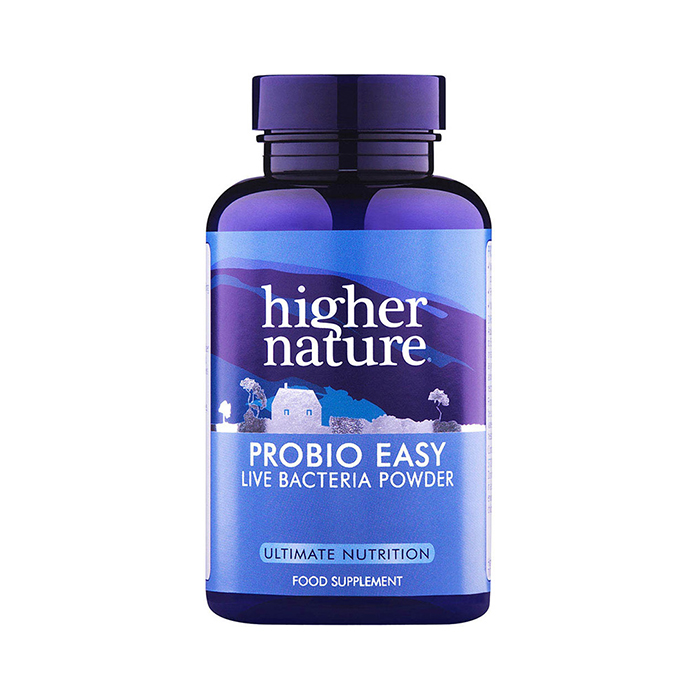 higher
nature®
PROBIO EASY
LIVE BACTERIA POWDER
ULTIMATE NUTRITION
FOOD SUPPLEMENT